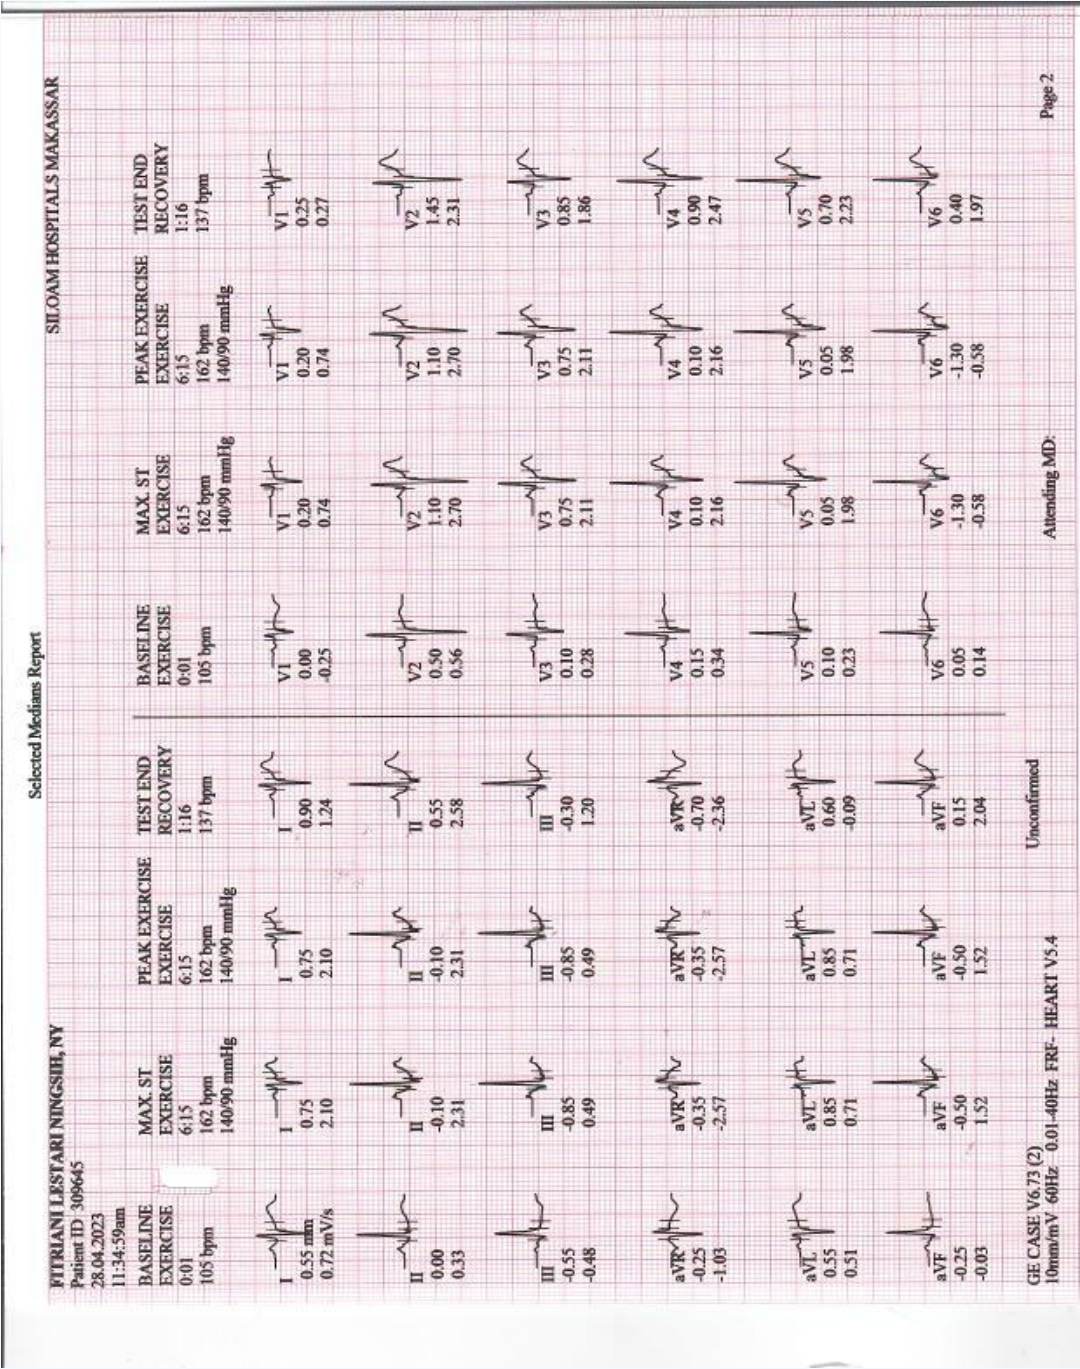 Selected Medians Report
FITRIANI LESTARI NINGSIH, NY
Patient ID 309645
28.04.2023
11:34:59am
SILOAM HOSPITALS MAKASSAR
BASELINE
EXERCISE
0:01
105 bpm
MAX. ST
EXERCISE
6:15
162 bpm
140/90 mmHg
PEAK EXERCISE
EXERCISE
6:15
162 bpm
140/90 mmHg
TEST END
RECOVERY
1:16
137 bpm
BASELINE
EXERCISE
0:01
105 bpm
MAX. ST
EXERCISE
6:15
162 bpm
140/90 mmHg
PEAK EXERCISE
EXERCISE
6:15
162 bpm
140/90 mmHg
TEST END
RECOVERY
1:16
137 bpm
I I I I V1 V1 V1 V1
0.55 mm 0.75 0.75 0.90 0.00 0.20 0.20 0.25
0.72 mV/s 2.10 2.10 1.24 -0.25 0.74 0.74 0.27
II II II II V2 V2 V2 V2
0.00 -0.10 -0.10 0.55 0.50 1.10 1.10 1.45
0.33 2.31 2.31 2.58 0.56 2.70 2.70 2.31
III III III III V3 V3 V3 V3
-0.55 -0.85 -0.85 -0.30 0.10 0.75 0.75 0.85
-0.48 0.49 0.49 1.20 0.28 2.11 2.11 1.86
aVR aVR aVR aVR V4 V4 V4 V4
-0.25 -0.35 -0.35 -0.70 0.15 0.10 0.10 0.90
-1.03 -2.57 -2.57 -2.36 0.34 2.16 2.16 2.47
aVL aVL aVL aVL V5 V5 V5 V5
0.55 0.85 0.85 0.60 0.10 0.05 0.05 0.70
0.51 0.71 0.71 -0.09 0.23 1.98 1.98 2.23
aVF aVF aVF aVF V6 V6 V6 V6
-0.25 -0.50 -0.50 0.15 0.05 -1.30 -1.30 0.40
-0.03 1.52 1.52 2.04 0.14 -0.58 -0.58 1.97
GE CASE V6.73 (2)
10mm/mV 60Hz 0.01-40Hz FRF- HEART V5.4
Unconfirmed
Attending MD:
Page 2